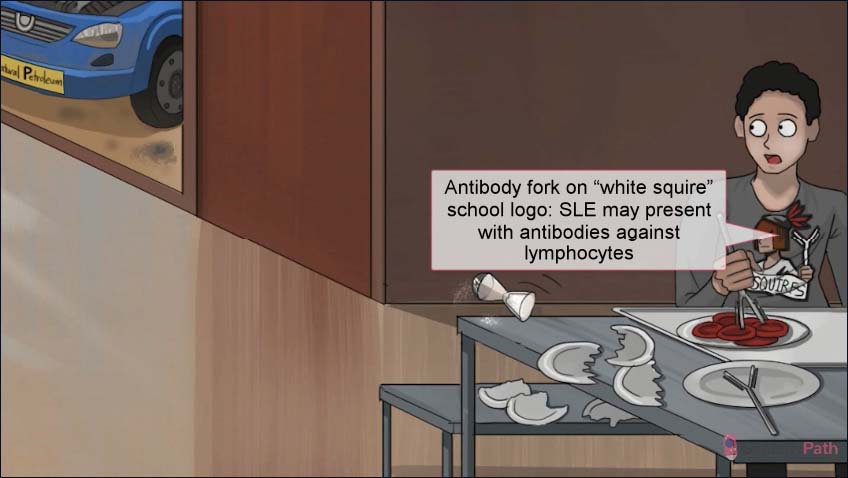 Petroleum
Antibody fork on “white squire”
school logo: SLE may present
with antibodies against
lymphocytes
SQUIRES
Path